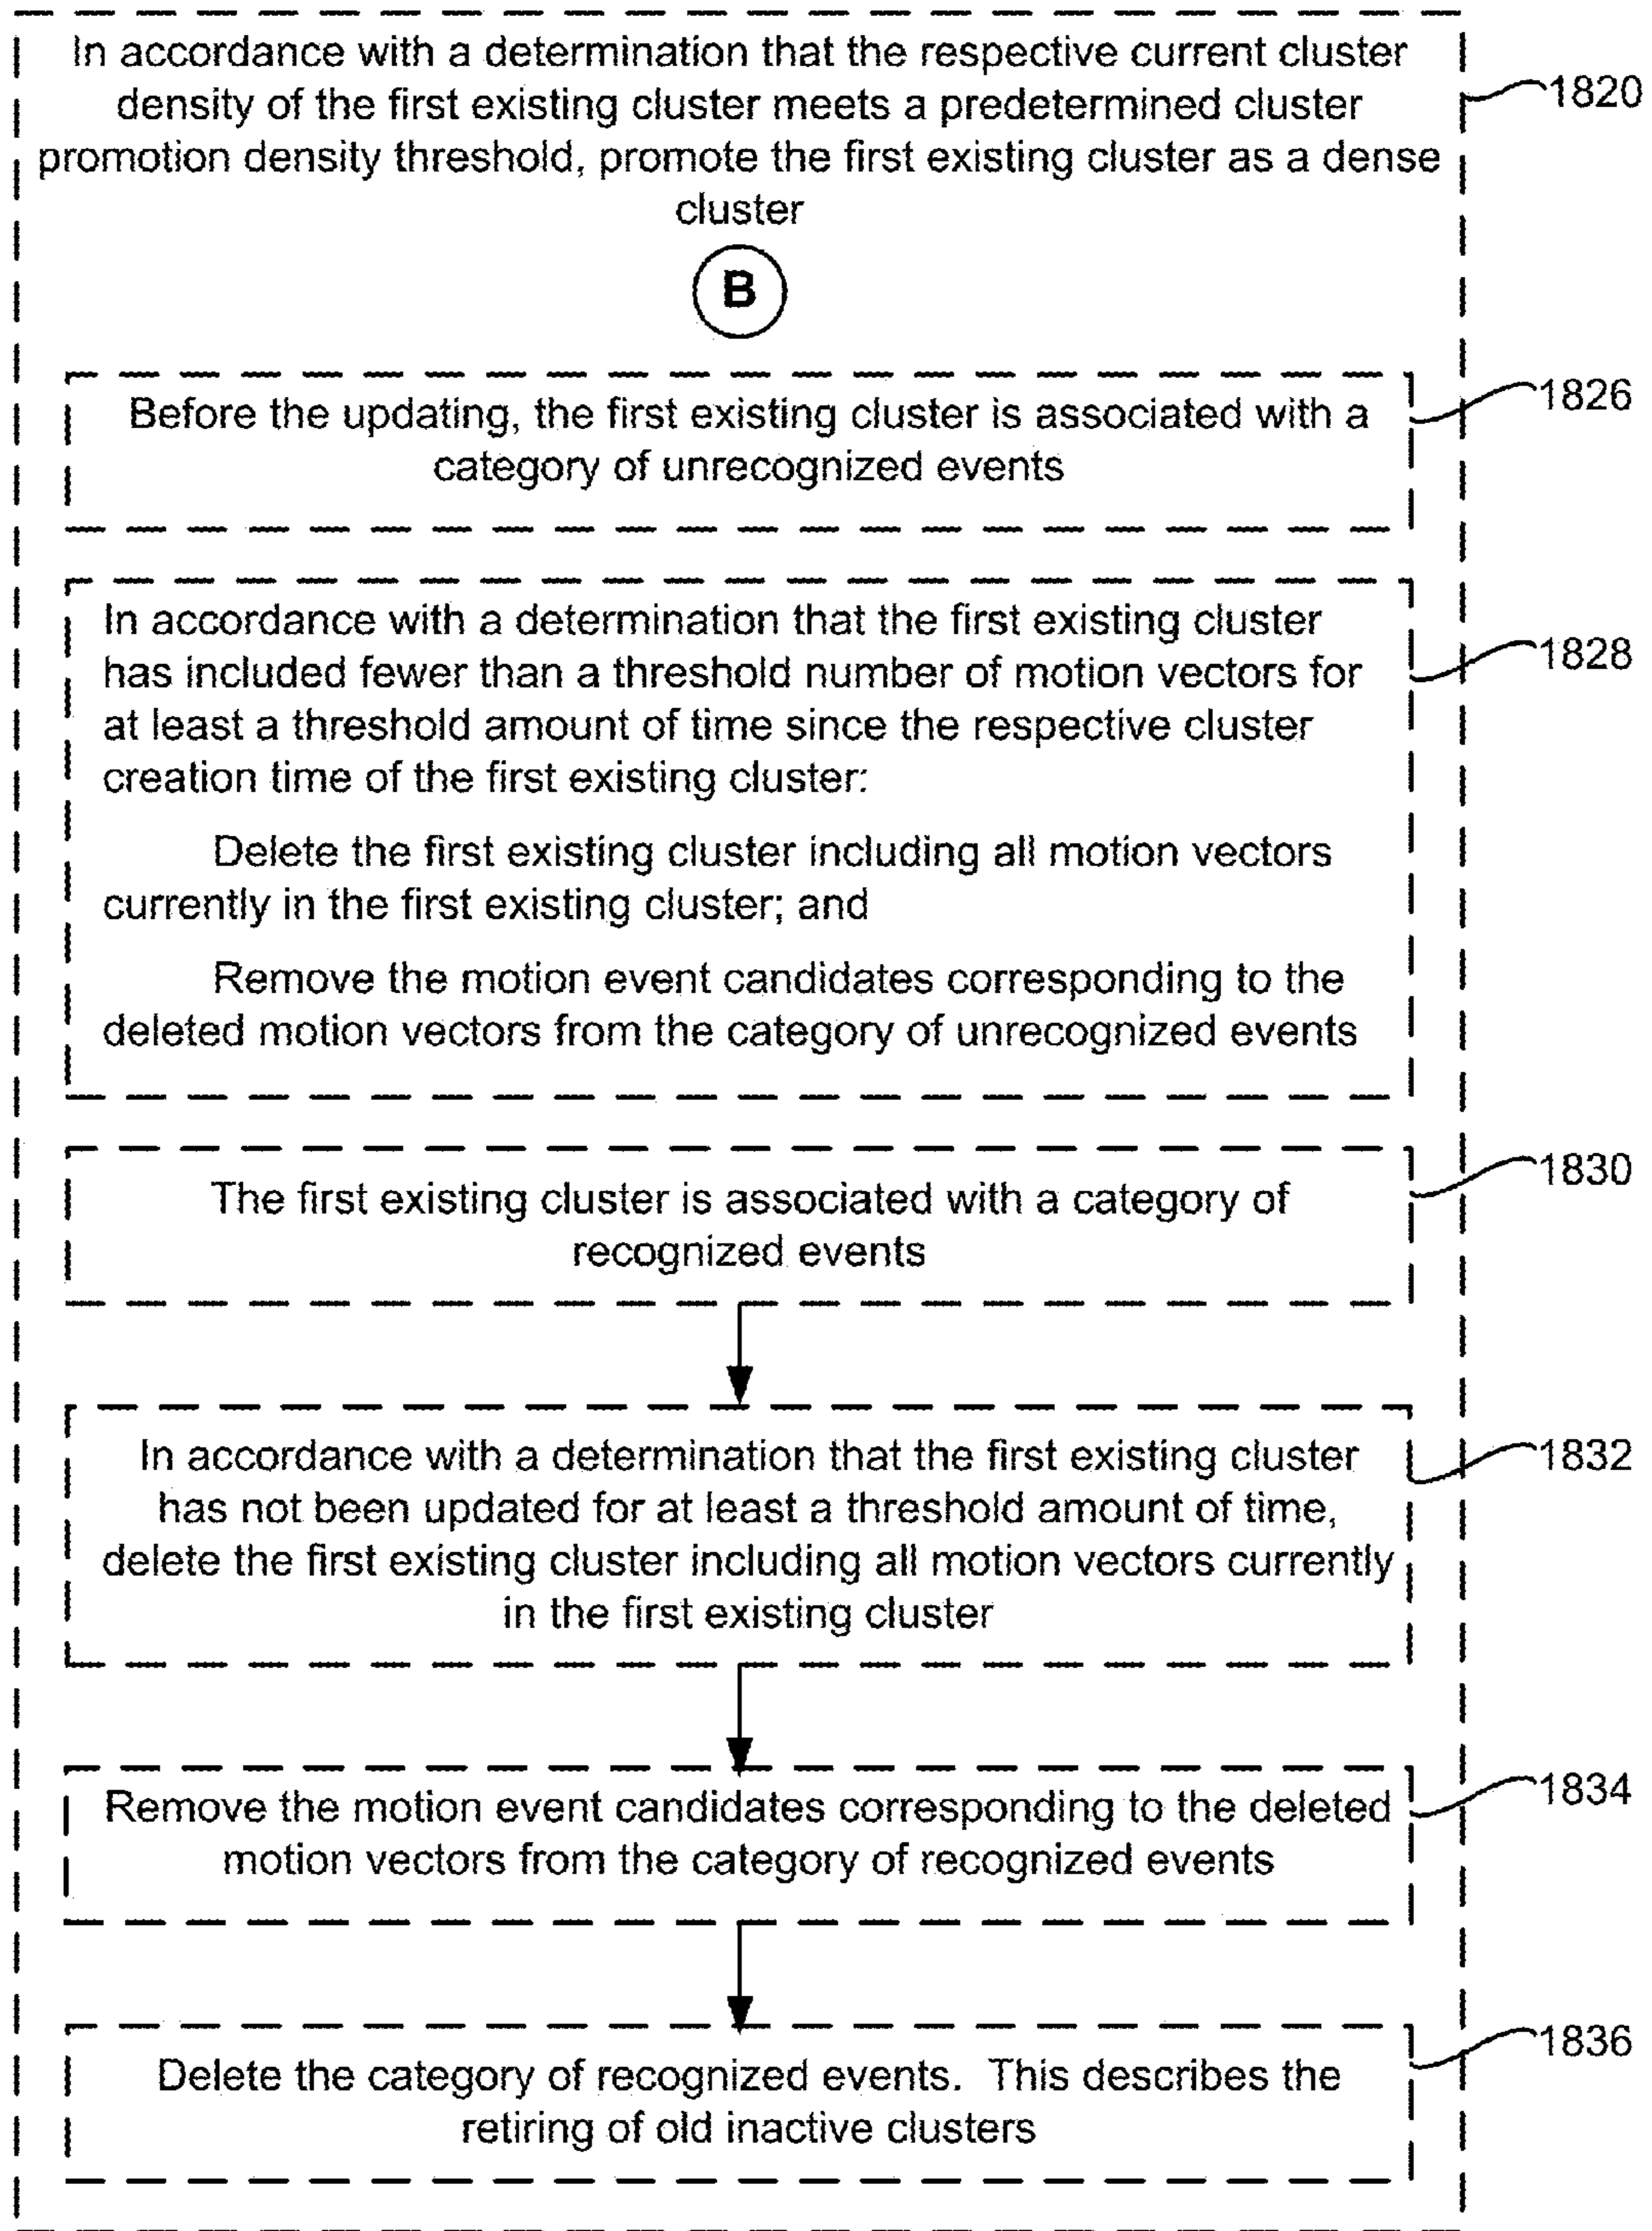 In accordance with a determination that the respective current cluster
density of the first existing cluster meets a predetermined cluster
promotion density threshold, promote the first existing cluster as a dense
cluster
1820
B
Before the updating, the first existing cluster is associated with a
category of unrecognized events
1826
In accordance with a determination that the first existing cluster
has included fewer than a threshold number of motion vectors for
at least a threshold amount of time since the respective cluster
creation time of the first existing cluster:
Delete the first existing cluster including all motion vectors
currently in the first existing cluster; and
Remove the motion event candidates corresponding to the
deleted motion vectors from the category of unrecognized events
1828
The first existing cluster is associated with a category of
recognized events
1830
In accordance with a determination that the first existing cluster
has not been updated for at least a threshold amount of time,
delete the first existing cluster including all motion vectors currently
in the first existing cluster
1832
Remove the motion event candidates corresponding to the deleted
motion vectors from the category of recognized events
1834
Delete the category of recognized events.  This describes the
retiring of old inactive clusters
1836